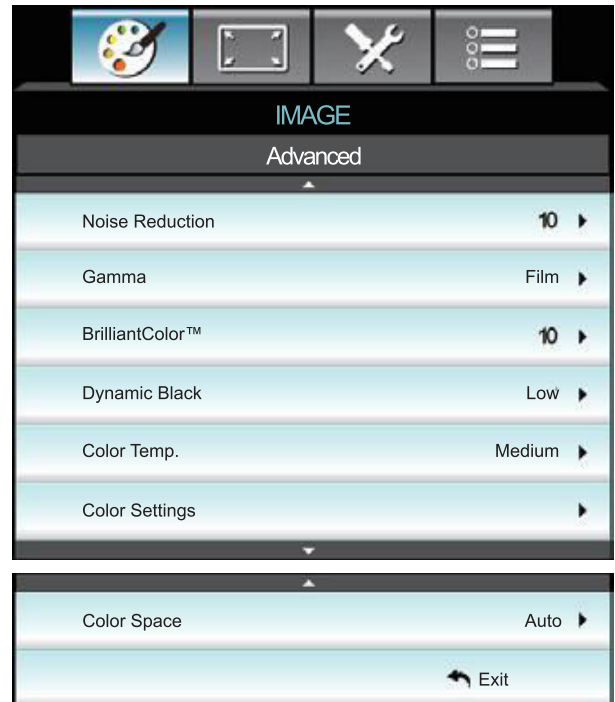 IMAGE
Advanced
Noise Reduction 10
Gamma Film
BrilliantColor™ 10
Dynamic Black Low
Color Temp. Medium
Color Settings
Color Space Auto
Exit